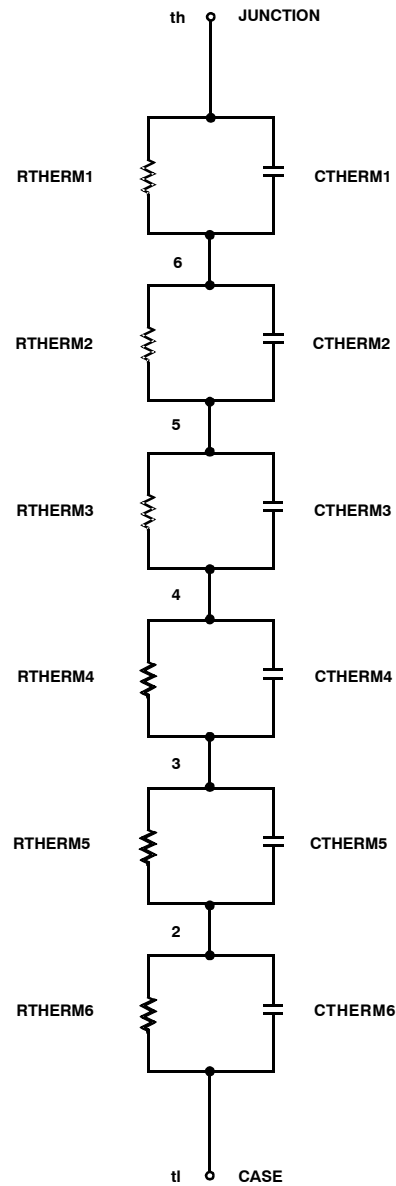 th JUNCTION
RTHERM1 CTHERM1
6
RTHERM2 CTHERM2
5
RTHERM3 CTHERM3
4
RTHERM4 CTHERM4
3
RTHERM5 CTHERM5
2
RTHERM6 CTHERM6
tl CASE